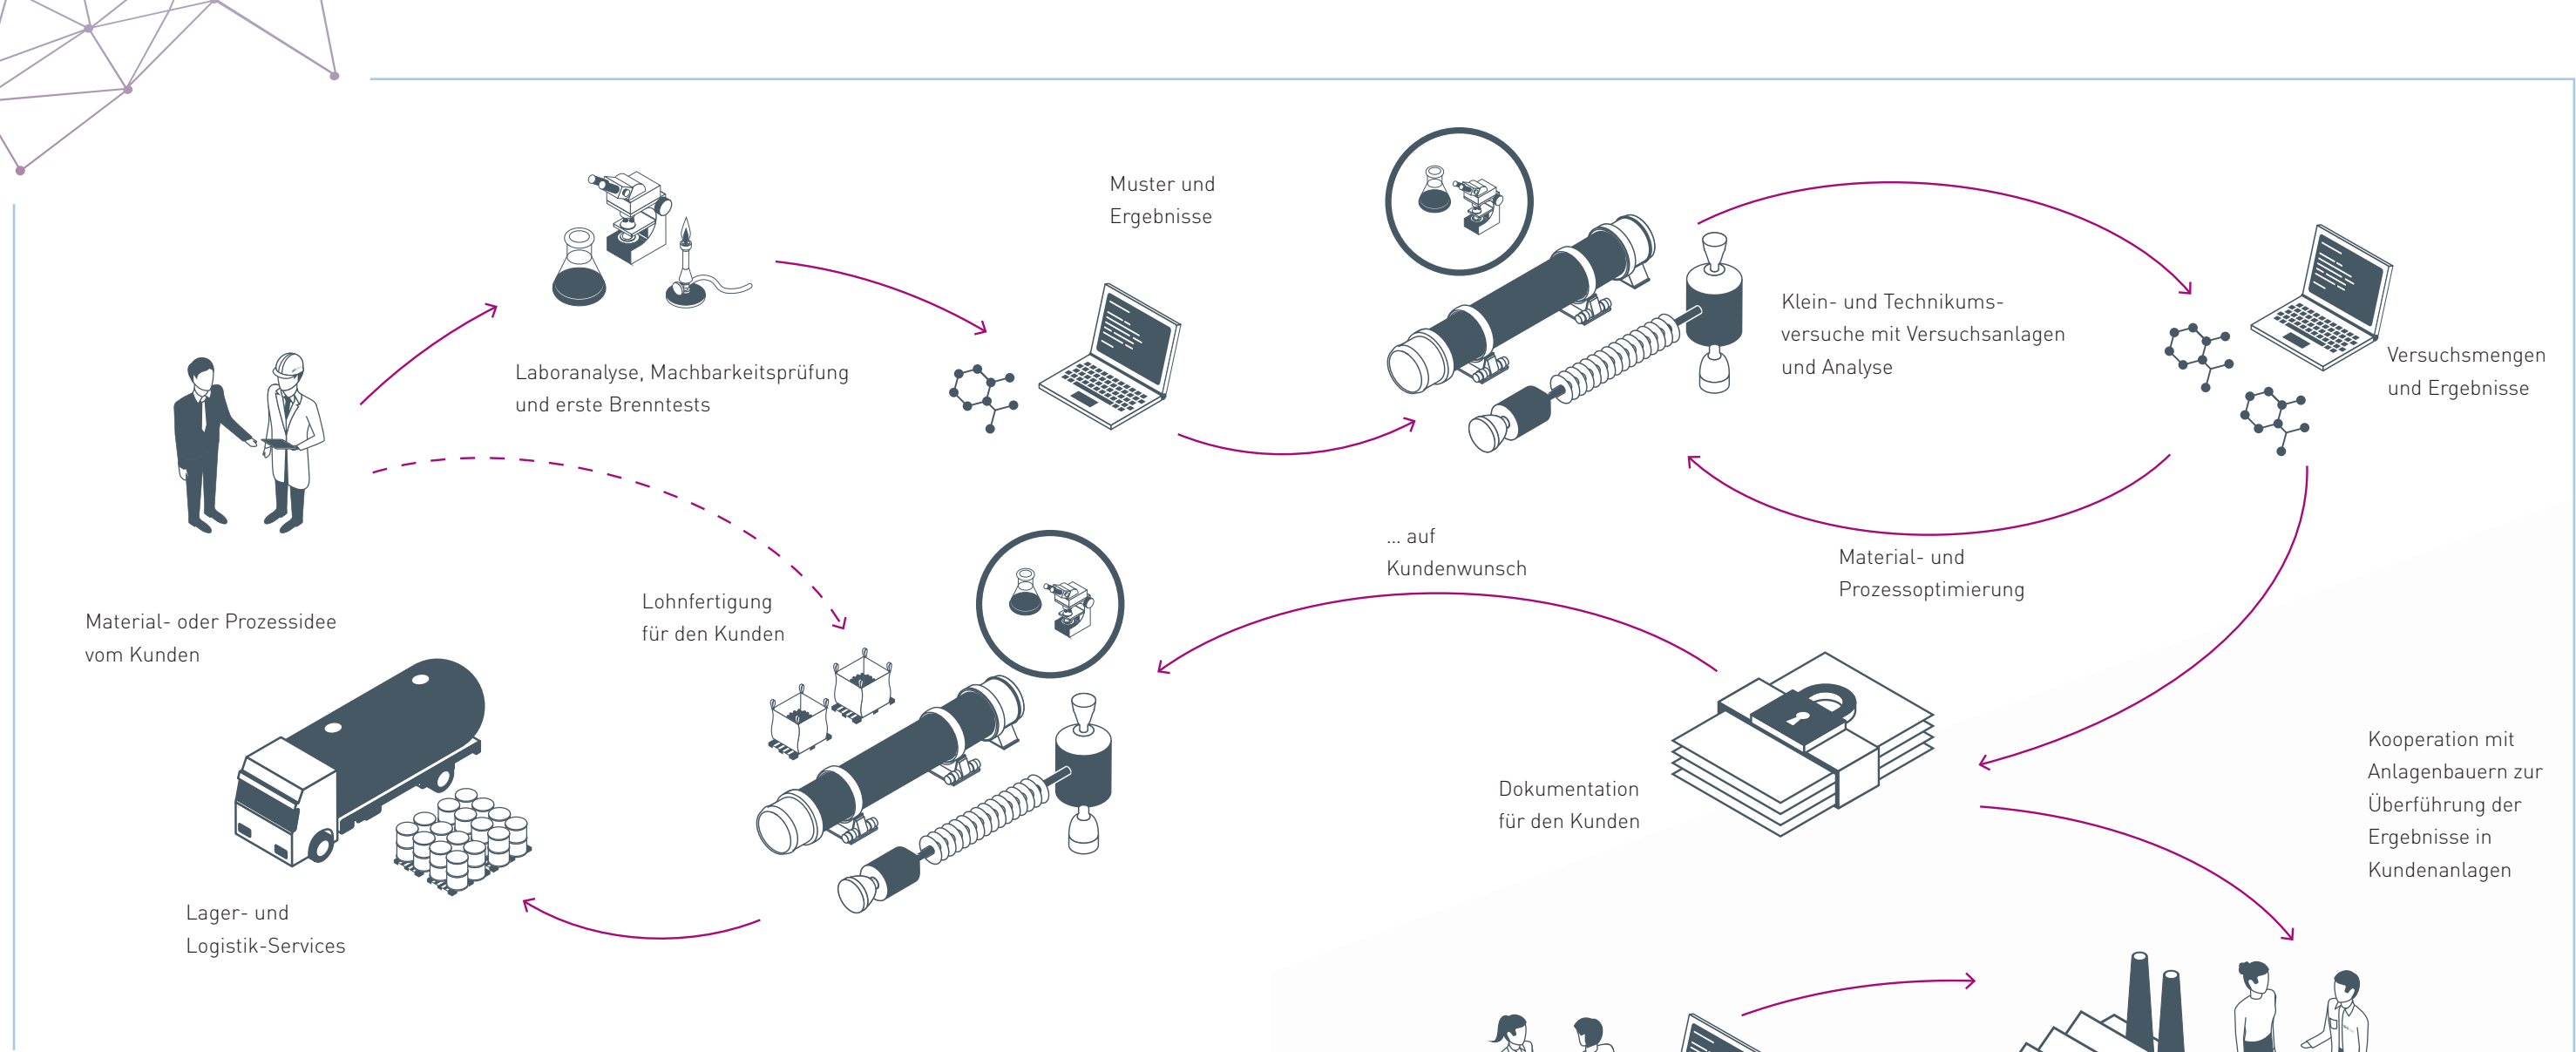 Muster und
Ergebnisse
Klein- und Technikums-
versuche mit Versuchsanlagen
und Analyse
Versuchsmengen
und Ergebnisse
Laboranalyse, Machbarkeitsprüfung
und erste Brenntests
... auf
Kundenwunsch
Material- und
Prozessoptimierung
Lohnfertigung
für den Kunden
Material- oder Prozessidee
vom Kunden
Kooperation mit
Anlagenbauern zur
Überführung der
Ergebnisse in
Kundenanlagen
Dokumentation
für den Kunden
Lager- und
Logistik-Services